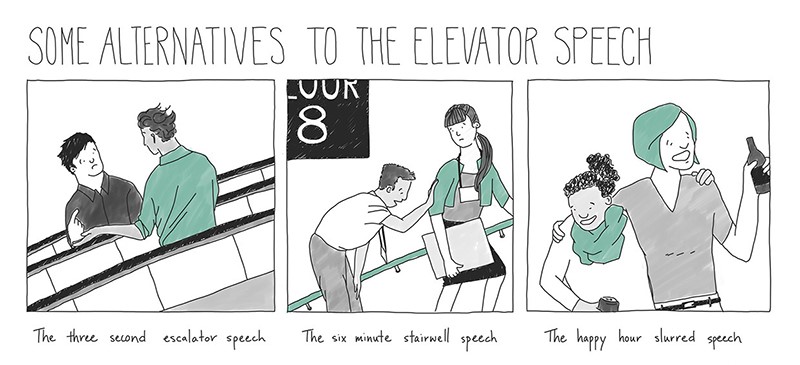 SOME ALTERNATIVES TO THE ELEVATOR SPEECH
LOUR
8
The three second escalator speech
The six minute stairwell speech
The happy hour slurred speech